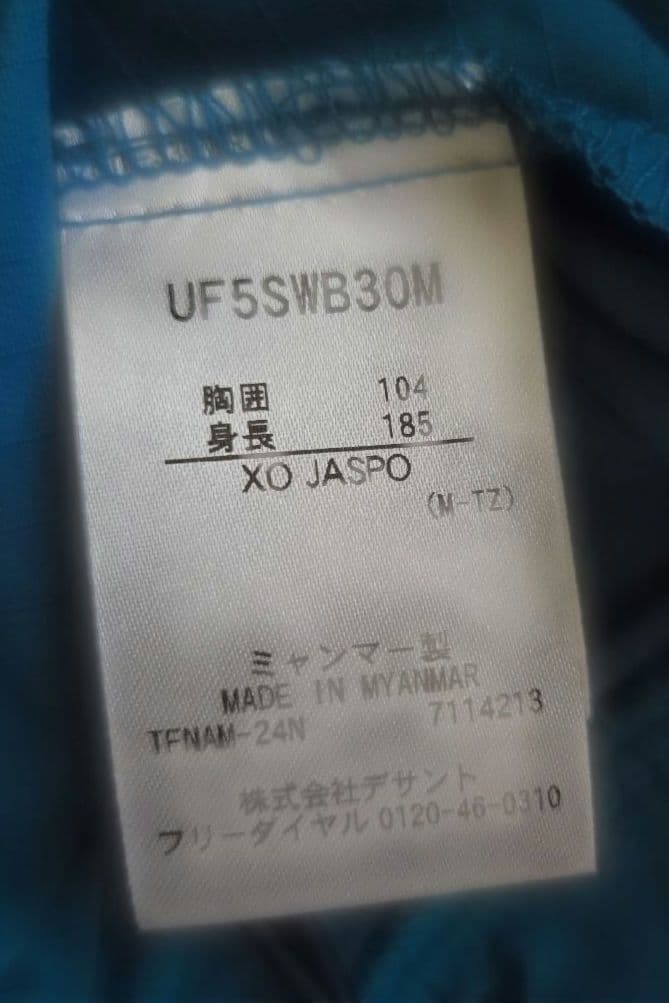 UF5SWB30M
胸囲 104
身長 185
XO JASPO
(M-TZ)
ミャンマー製
MADE IN MYANMAR
TFNAM-24N 7114213
株式会社デサント
フリーダイヤル 0120-46-0310